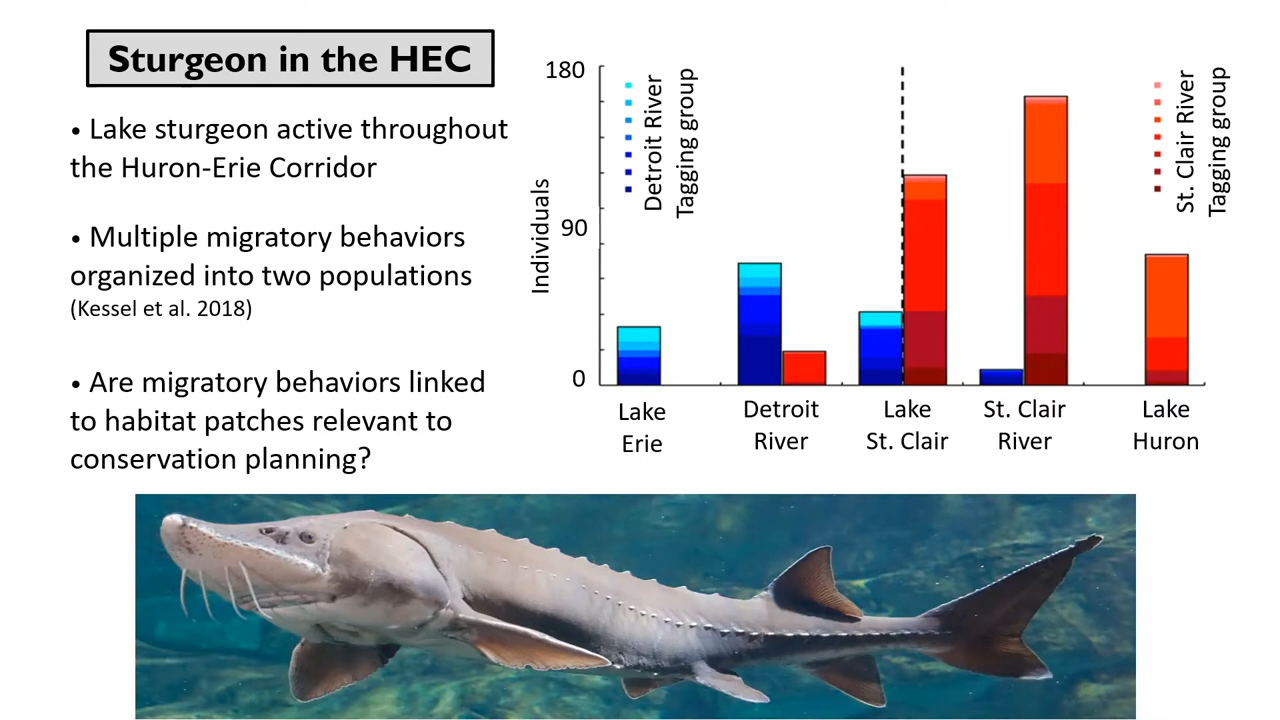 Sturgeon in the HEC
• Lake sturgeon active throughout
the Huron-Erie Corridor
• Multiple migratory behaviors
organized into two populations
(Kessel et al. 2018)
• Are migratory behaviors linked
to habitat patches relevant to
conservation planning?
180
90
0
Individuals
Detroit River
Tagging group
St. Clair River
Tagging group
Lake
Erie
Detroit
River
Lake
St. Clair
St. Clair
River
Lake
Huron